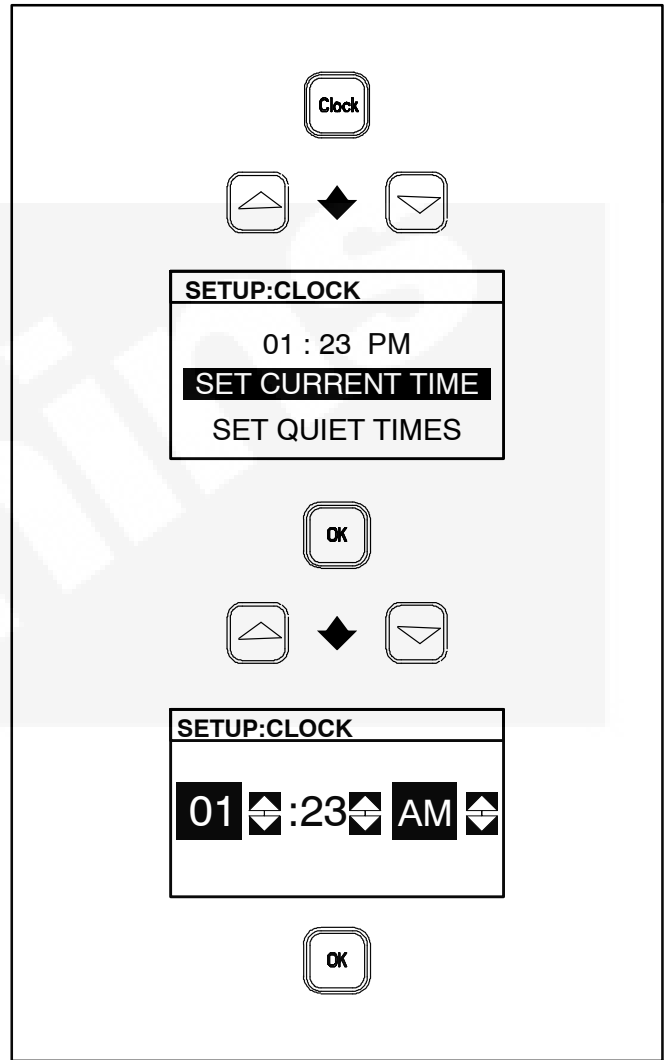 Clock
SETUP:CLOCK
01 : 23 PM
SET CURRENT TIME
SET QUIET TIMES
OK
SETUP:CLOCK
01 :23 AM
OK